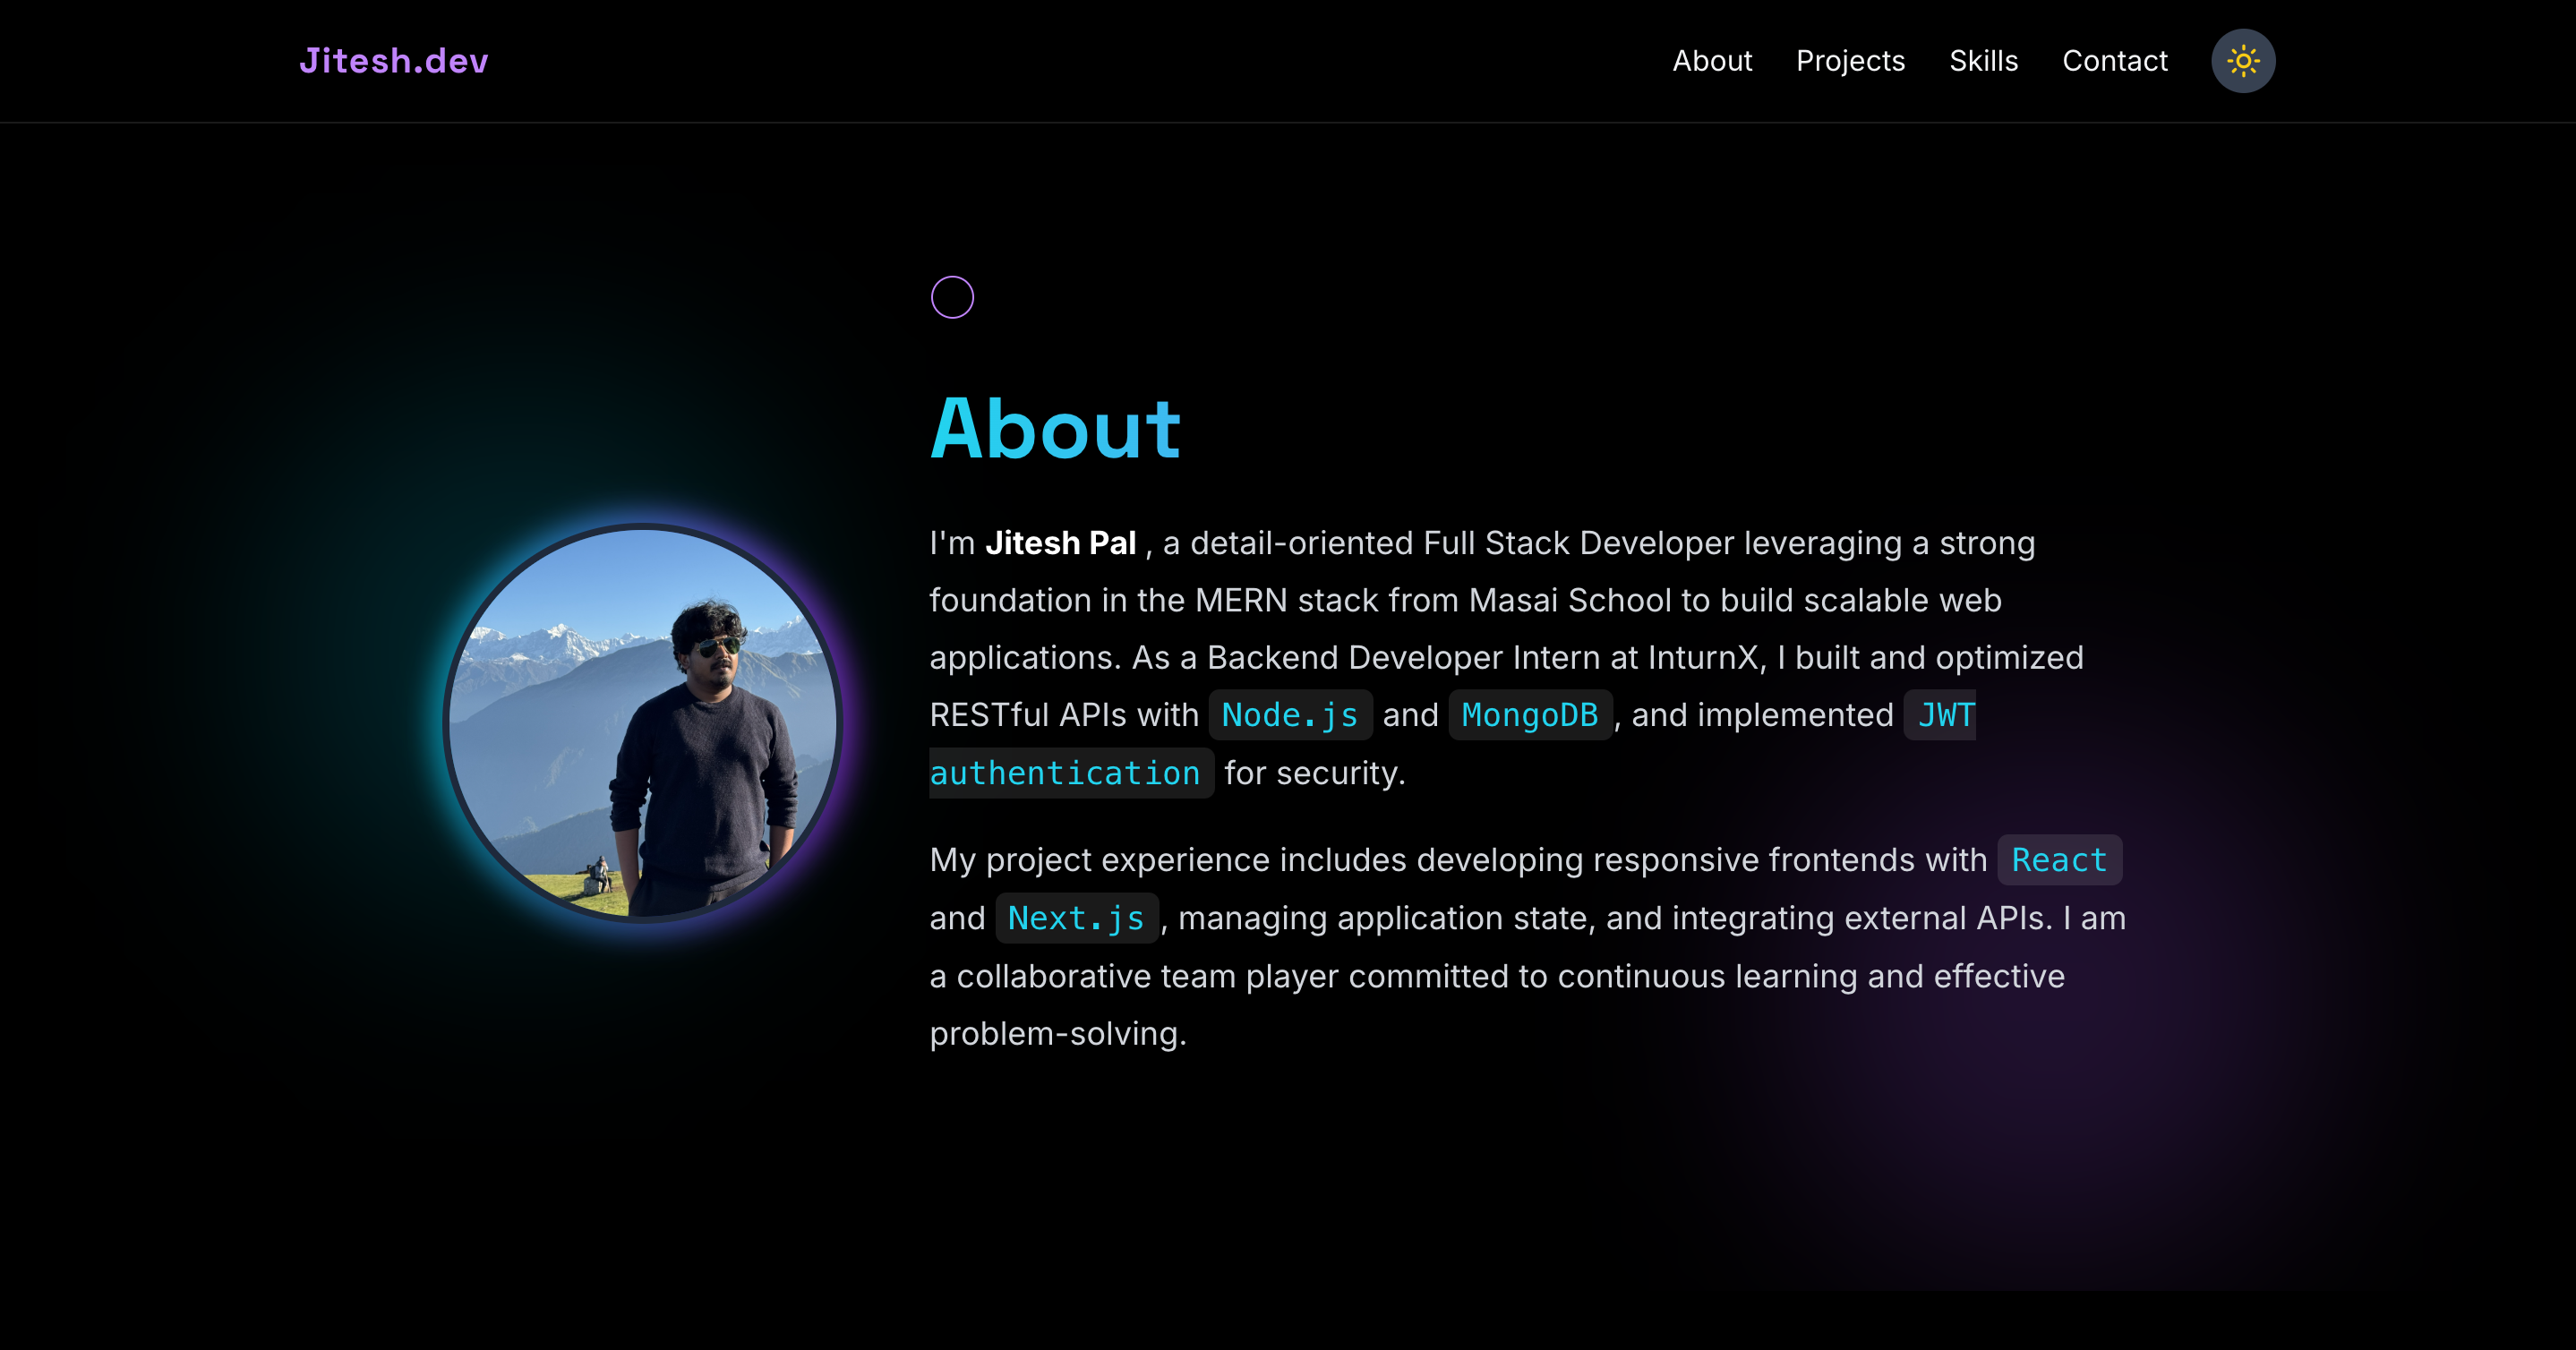 Jitesh.dev
About Projects Skills Contact
About
I'm Jitesh Pal , a detail-oriented Full Stack Developer leveraging a strong
foundation in the MERN stack from Masai School to build scalable web
applications. As a Backend Developer Intern at InturnX, I built and optimized
RESTful APIs with Node.js and MongoDB, and implemented JWT
authentication for security.
My project experience includes developing responsive frontends with React
and Next.js, managing application state, and integrating external APIs. I am
a collaborative team player committed to continuous learning and effective
problem-solving.